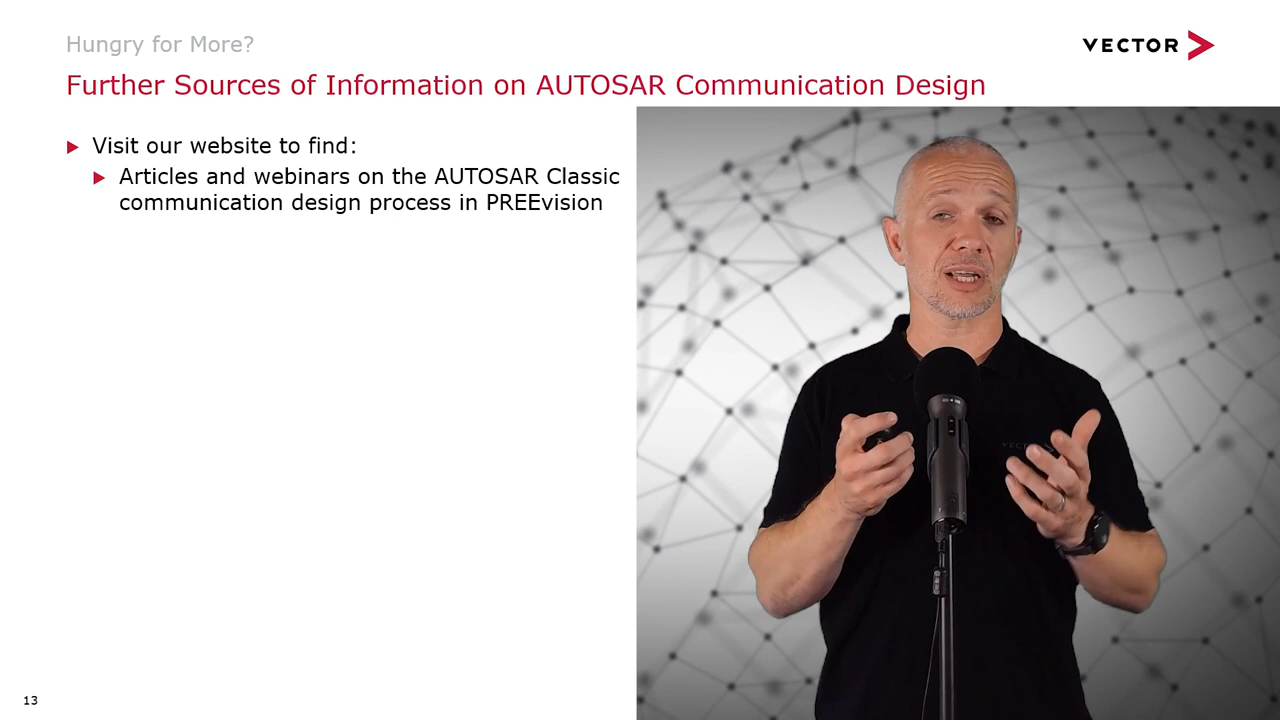 Hungry for More?
VECTOR
Further Sources of Information on AUTOSAR Communication Design
Visit our website to find:
Articles and webinars on the AUTOSAR Classic
communication design process in PREEvision
13